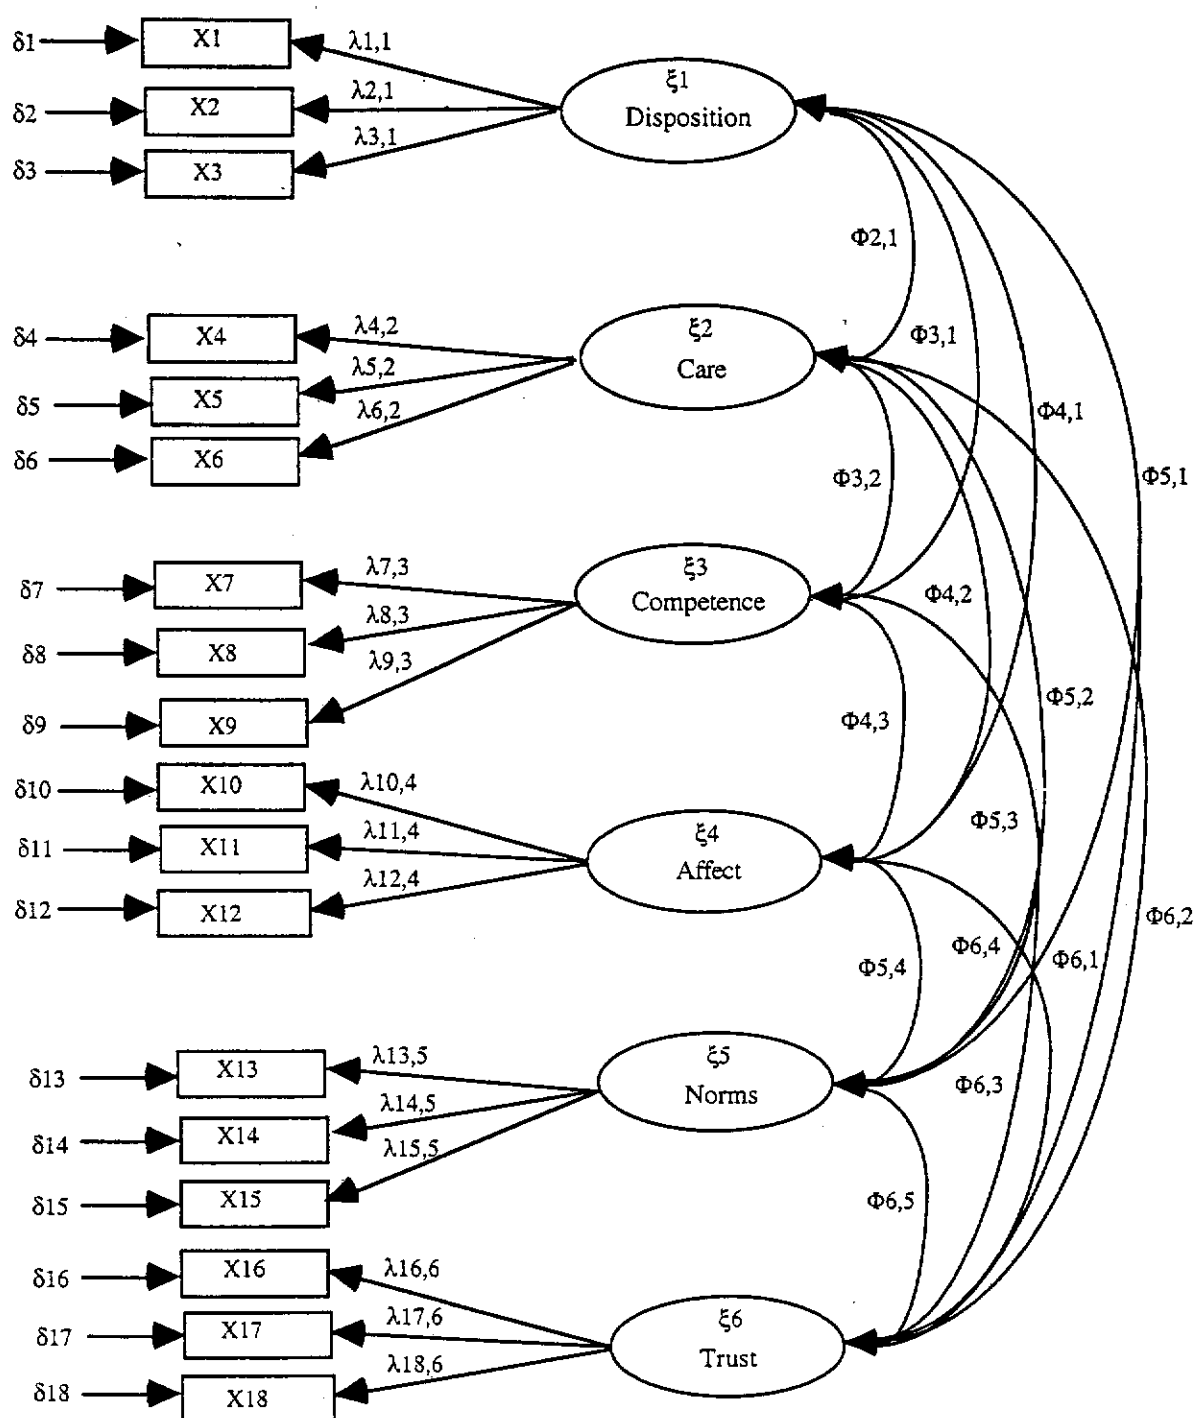 δ1 X1 λ1,1
ξ1
Disposition
δ2 X2 λ2,1
δ3 X3 λ3,1
Φ2,1
δ4 X4 λ4,2
ξ2
Care
Φ3,1
δ5 X5 λ5,2
Φ4,1
δ6 X6 λ6,2
Φ3,2
Φ5,1
δ7 X7 λ7,3
ξ3
Competence
Φ4,2
δ8 X8 λ8,3
δ9 X9 λ9,3
Φ4,3
Φ5,2
δ10 X10 λ10,4
Φ5,3
δ11 X11 λ11,4
ξ4
Affect
δ12 X12 λ12,4
Φ6,2
Φ5,4
Φ6,4
Φ6,1
δ13 X13 λ13,5
ξ5
Norms
Φ6,3
δ14 X14 λ14,5
δ15 X15 λ15,5
Φ6,5
δ16 X16 λ16,6
δ17 X17 λ17,6
ξ6
Trust
δ18 X18 λ18,6